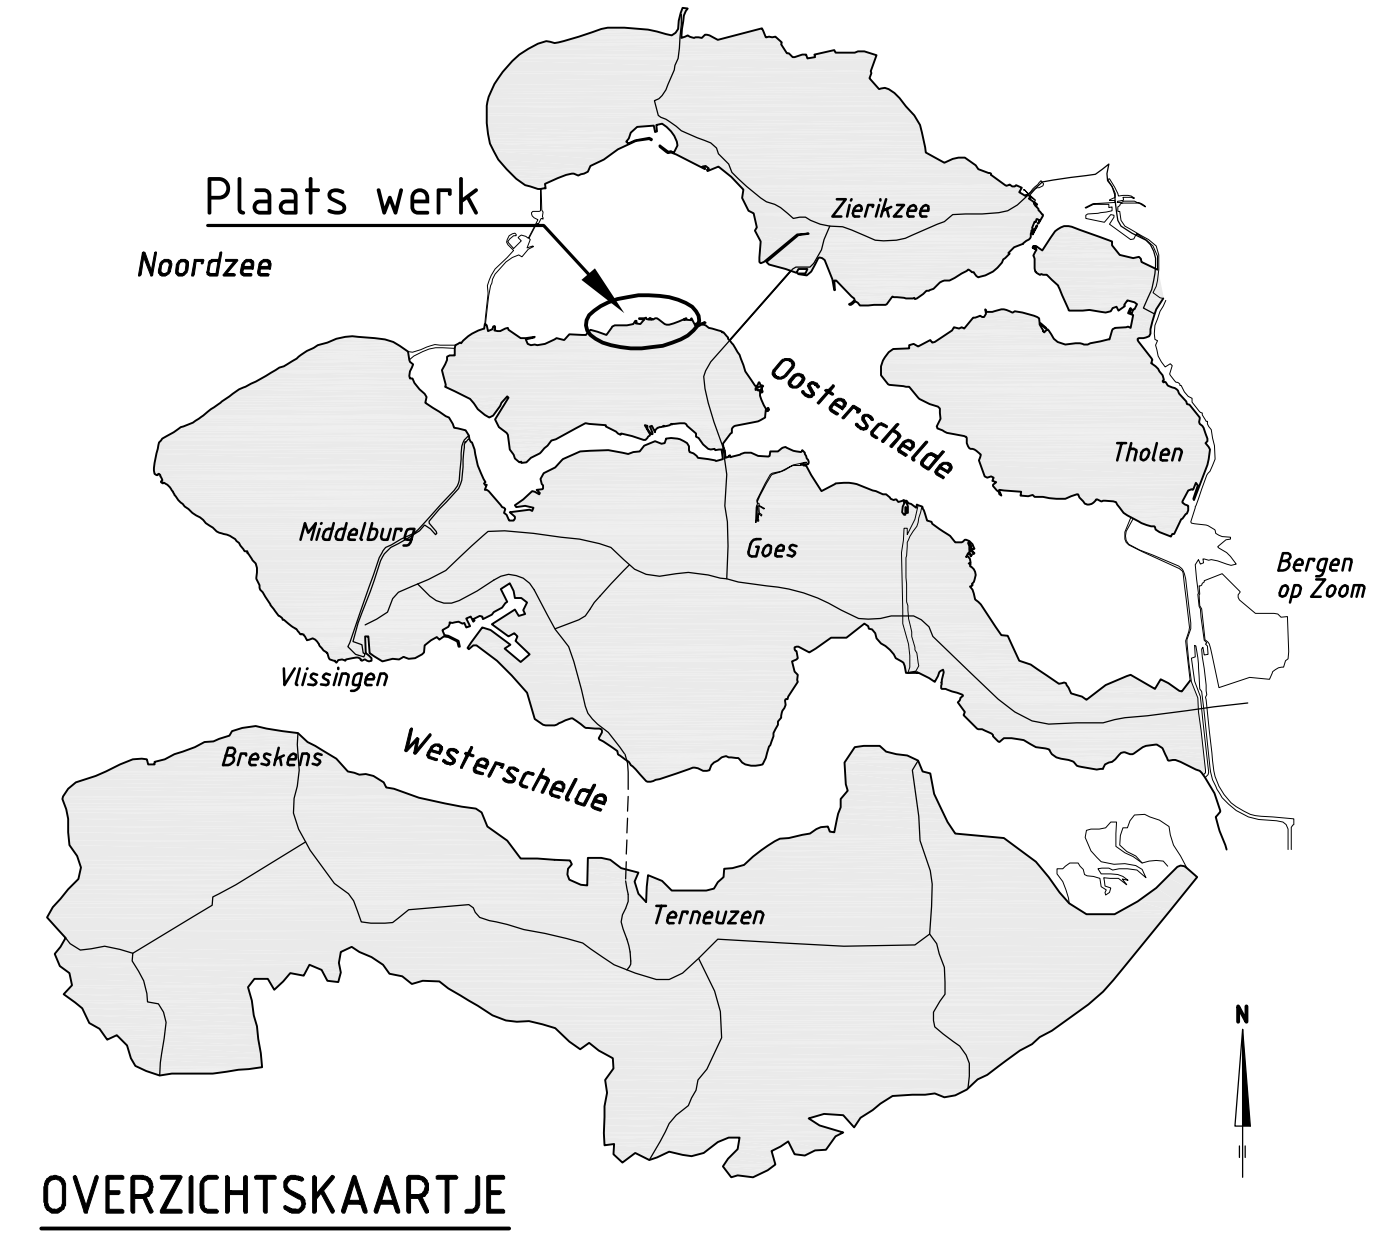 Plaats werk
Zierikzee
Noordzee
Oosterschelde
Tholen
Middelburg
Goes
Bergen
op Zoom
Vlissingen
Westerschelde
Breskens
Terneuzen
N
OVERZICHTSKAARTJE